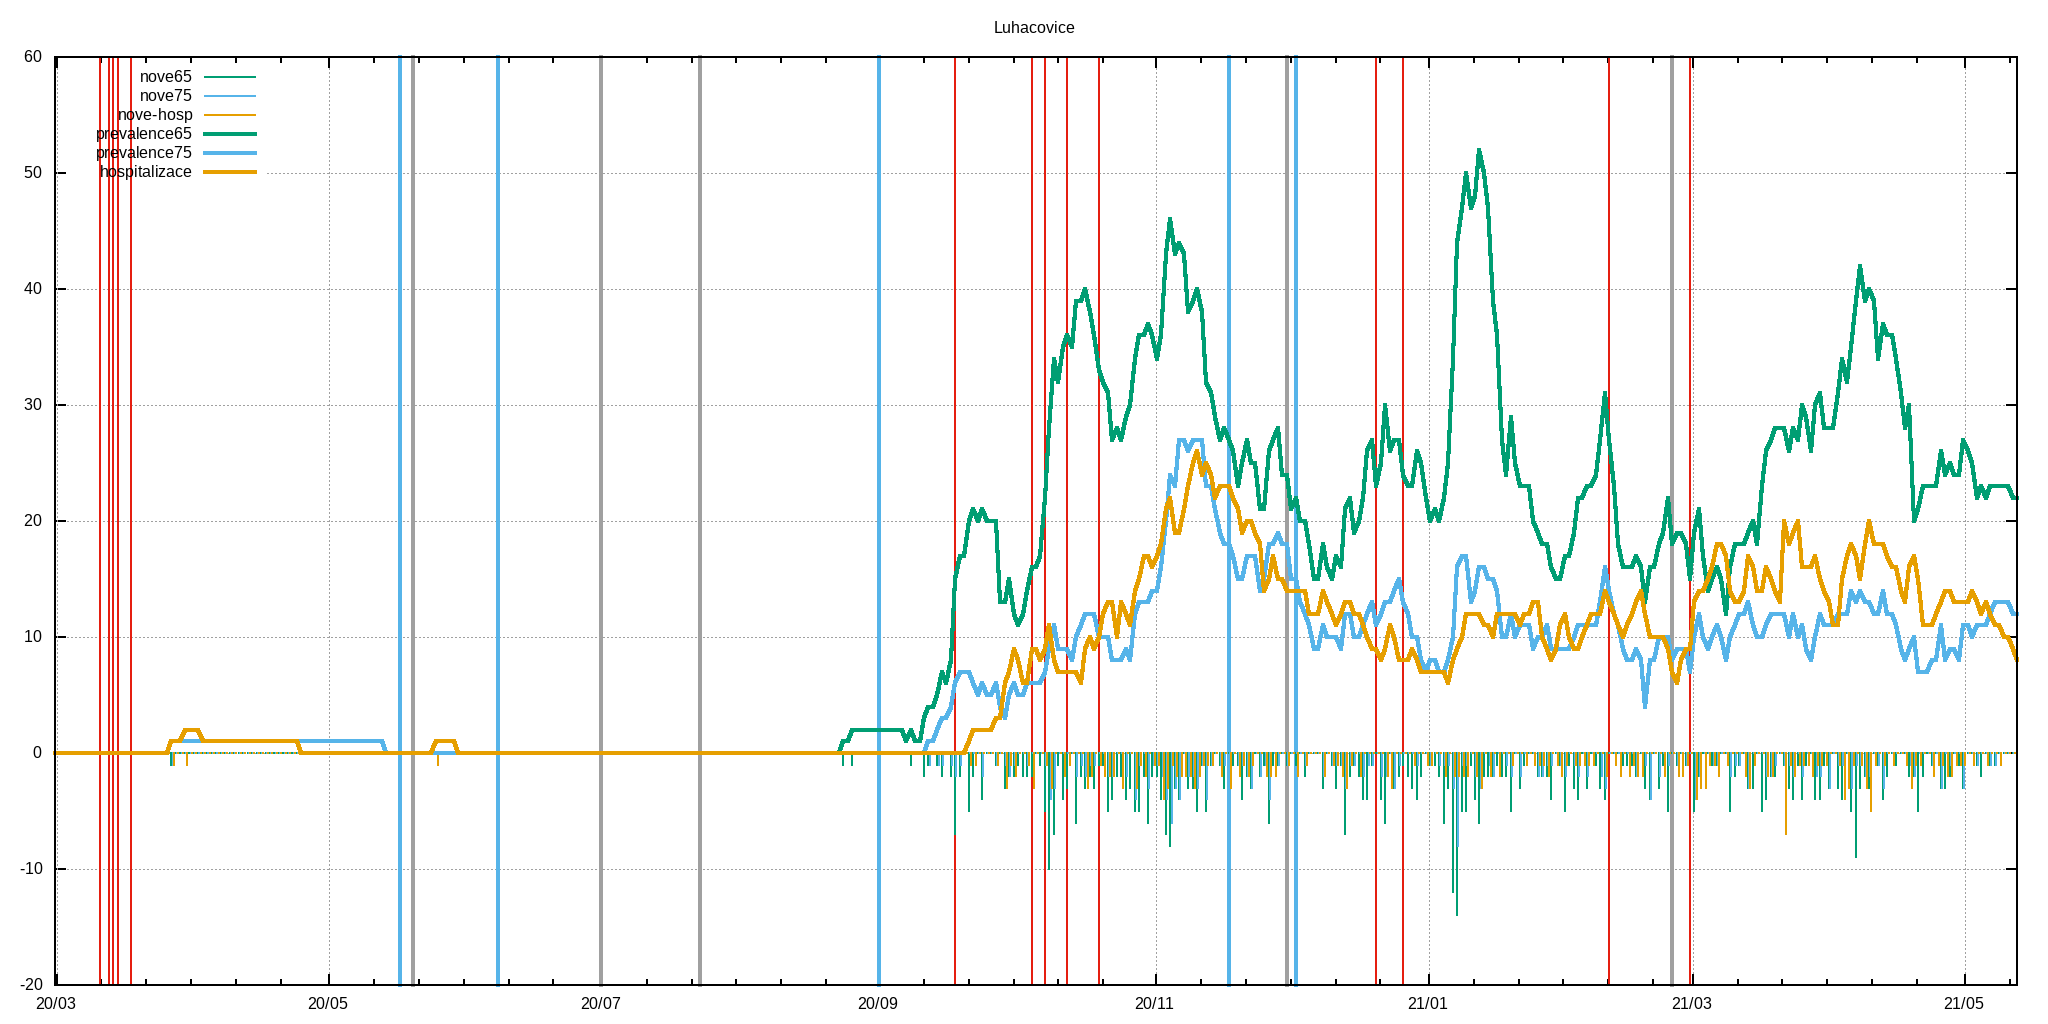 Luhacovice
60
50
40
30
20
10
0
-10
-20
nove65
nove75
nove-hosp
prevalence65
prevalence75
hospitalizace
20/03 20/05 20/07 20/09 20/11 21/01 21/03 21/05